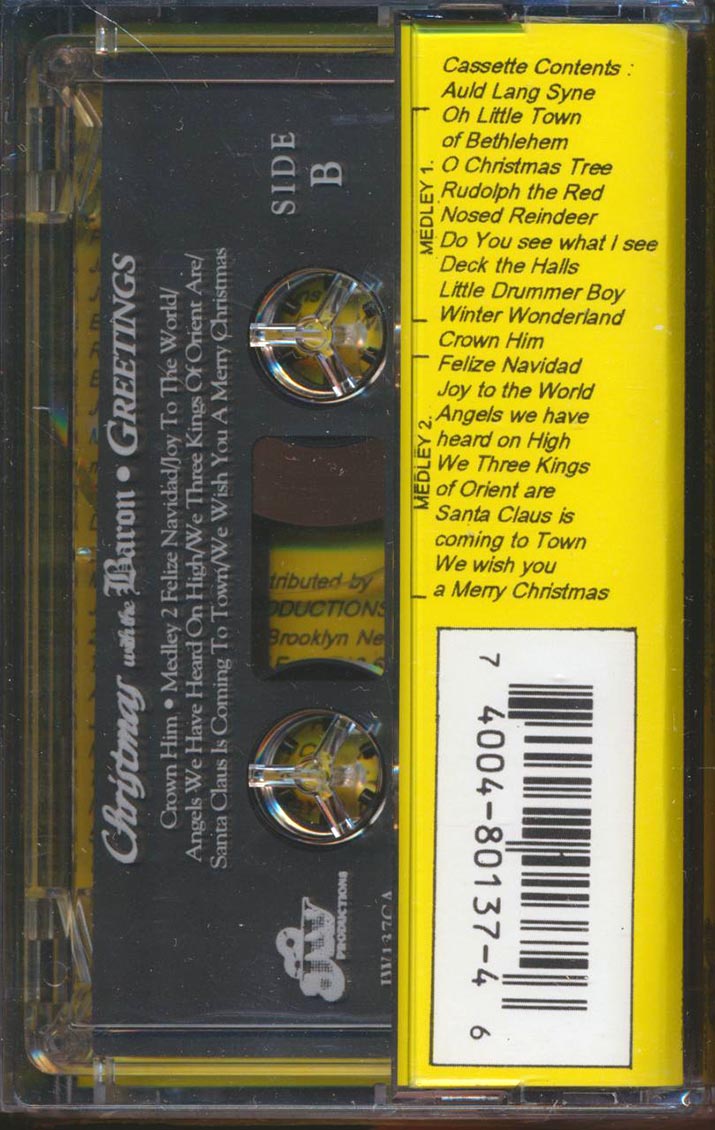 Cassette Contents :
Auld Lang Syne
Oh Little Town
of Bethlehem
O Christmas Tree
Rudolph the Red
Nosed Reindeer
Do You see what I see
Deck the Halls
Little Drummer Boy
Winter Wonderland
MEDLEY 1.
Crown Him
Felize Navidad
Joy to the World
Angels we have
heard on High
We Three Kings
of Orient are
Santa Claus is
coming to Town
We wish you
a Merry Christmas
MEDLEY 2.
7 4004-80137-4 6
Christmas with the Baron • GREETINGS
Crown Him • Medley 2 Felize Navidad/Joy To The World/
Angels We Have Heard On High/We Three Kings Of Orient Are/
Santa Claus Is Coming To Town/We Wish You A Merry Christmas
SIDE
B
tributed by
ODUCTIONS
Brooklyn Ne
JW
PRODUCTIONS
JW137CA